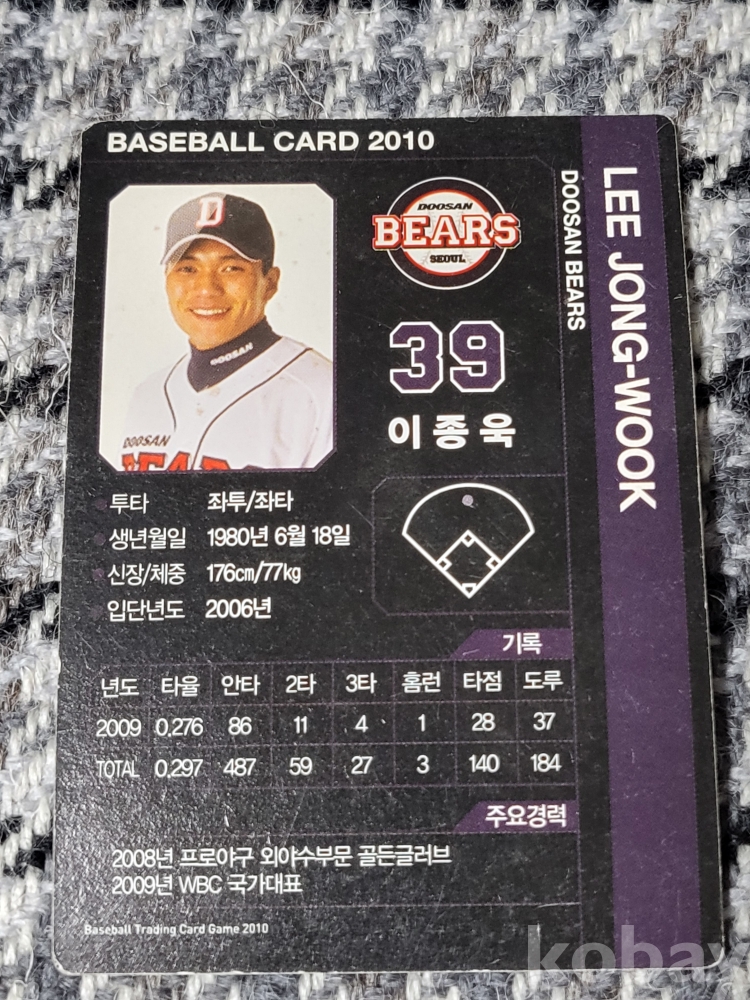 BASEBALL CARD 2010
DOOSAN
BEARS
SEOUL
39
이종욱
LEE JONG-WOOK
DOOSAN BEARS
D
DOOSAN
DOOSAN
BEARS
투타 좌투/좌타
생년월일 1980년 6월 18일
신장/체중 176cm/77kg
입단년도 2006년
기록
년도 타율 안타 2타 3타 홈런 타점 도루
2009 0.276 86 11 4 1 28 37
TOTAL 0.297 487 59 27 3 140 184
주요경력
2008년 프로야구 외야수부문 골든글러브
2009년 WBC 국가대표
Baseball Trading Card Game 2010
kobay